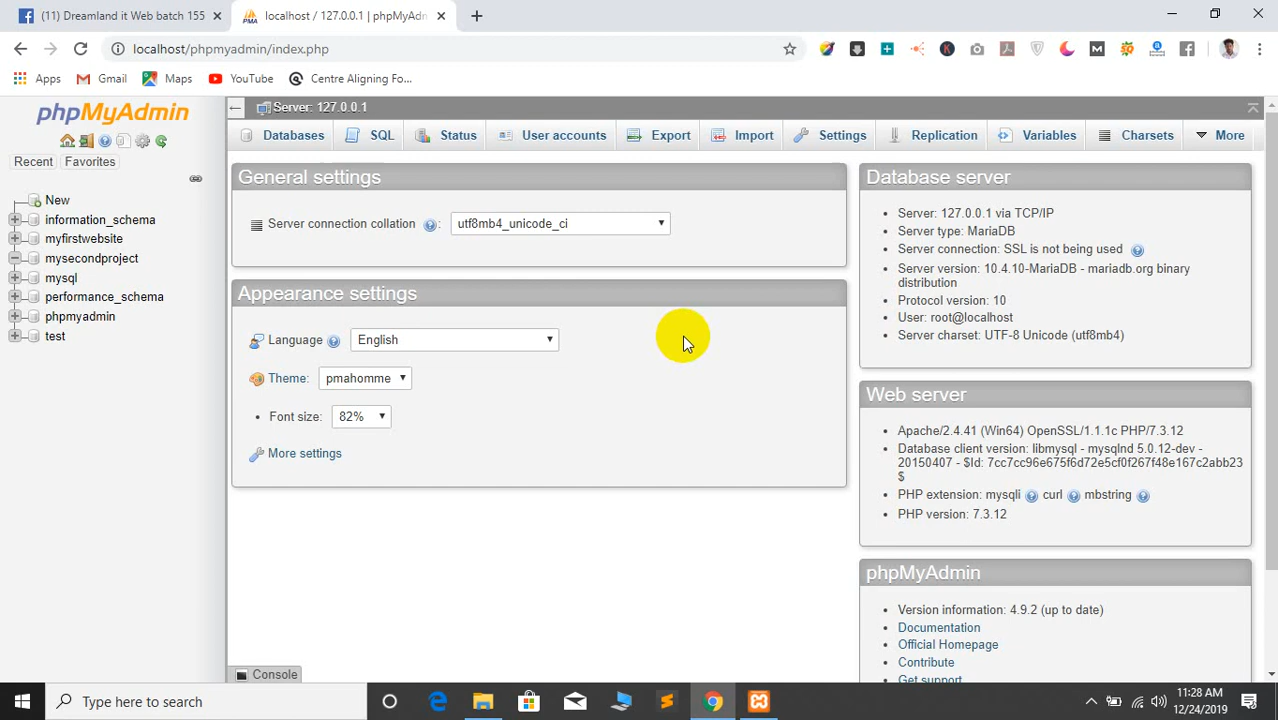 (11) Dreamland it Web batch 155
localhost / 127.0.0.1 | phpMyAdm
localhost/phpmyadmin/index.php
Apps
Gmail
Maps
YouTube
Centre Aligning Fo...
phpMyAdmin
Recent
Favorites
New
information_schema
myfirstwebsite
mysecondproject
mysql
performance_schema
phpmyadmin
test
Server: 127.0.0.1
Databases
SQL
Status
User accounts
Export
Import
Settings
Replication
Variables
Charsets
More
General settings
Server connection collation : utf8mb4_unicode_ci
Appearance settings
Language English
Theme: pmahomme
• Font size: 82%
More settings
Database server
• Server: 127.0.0.1 via TCP/IP
• Server type: MariaDB
• Server connection: SSL is not being used
• Server version: 10.4.10-MariaDB - mariadb.org binary
distribution
• Protocol version: 10
• User: root@localhost
• Server charset: UTF-8 Unicode (utf8mb4)
Web server
• Apache/2.4.41 (Win64) OpenSSL/1.1.1c PHP/7.3.12
• Database client version: libmysql - mysqlnd 5.0.12-dev -
20150407 - $Id: 7cc7cc96e675f6d72e5cf0f267f48e167c2abb23
$
• PHP extension: mysqli curl mbstring
• PHP version: 7.3.12
phpMyAdmin
• Version information: 4.9.2 (up to date)
• Documentation
• Official Homepage
• Contribute
• Get support
Console
Type here to search
11:28 AM
12/24/2019